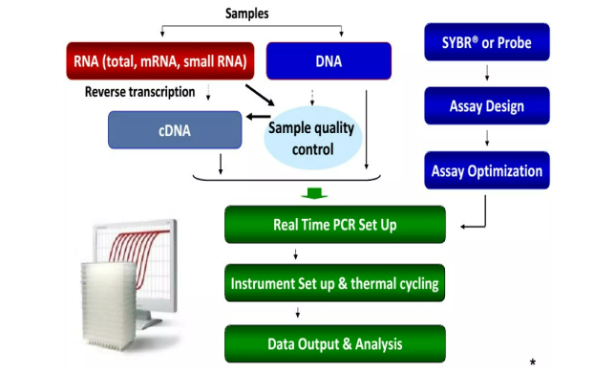 Samples
RNA (total, mRNA, small RNA)
DNA
SYBR® or Probe
Reverse transcription
Assay Design
cDNA
Sample quality
control
Assay Optimization
Real Time PCR Set Up
Instrument Set up & thermal cycling
Data Output & Analysis
*